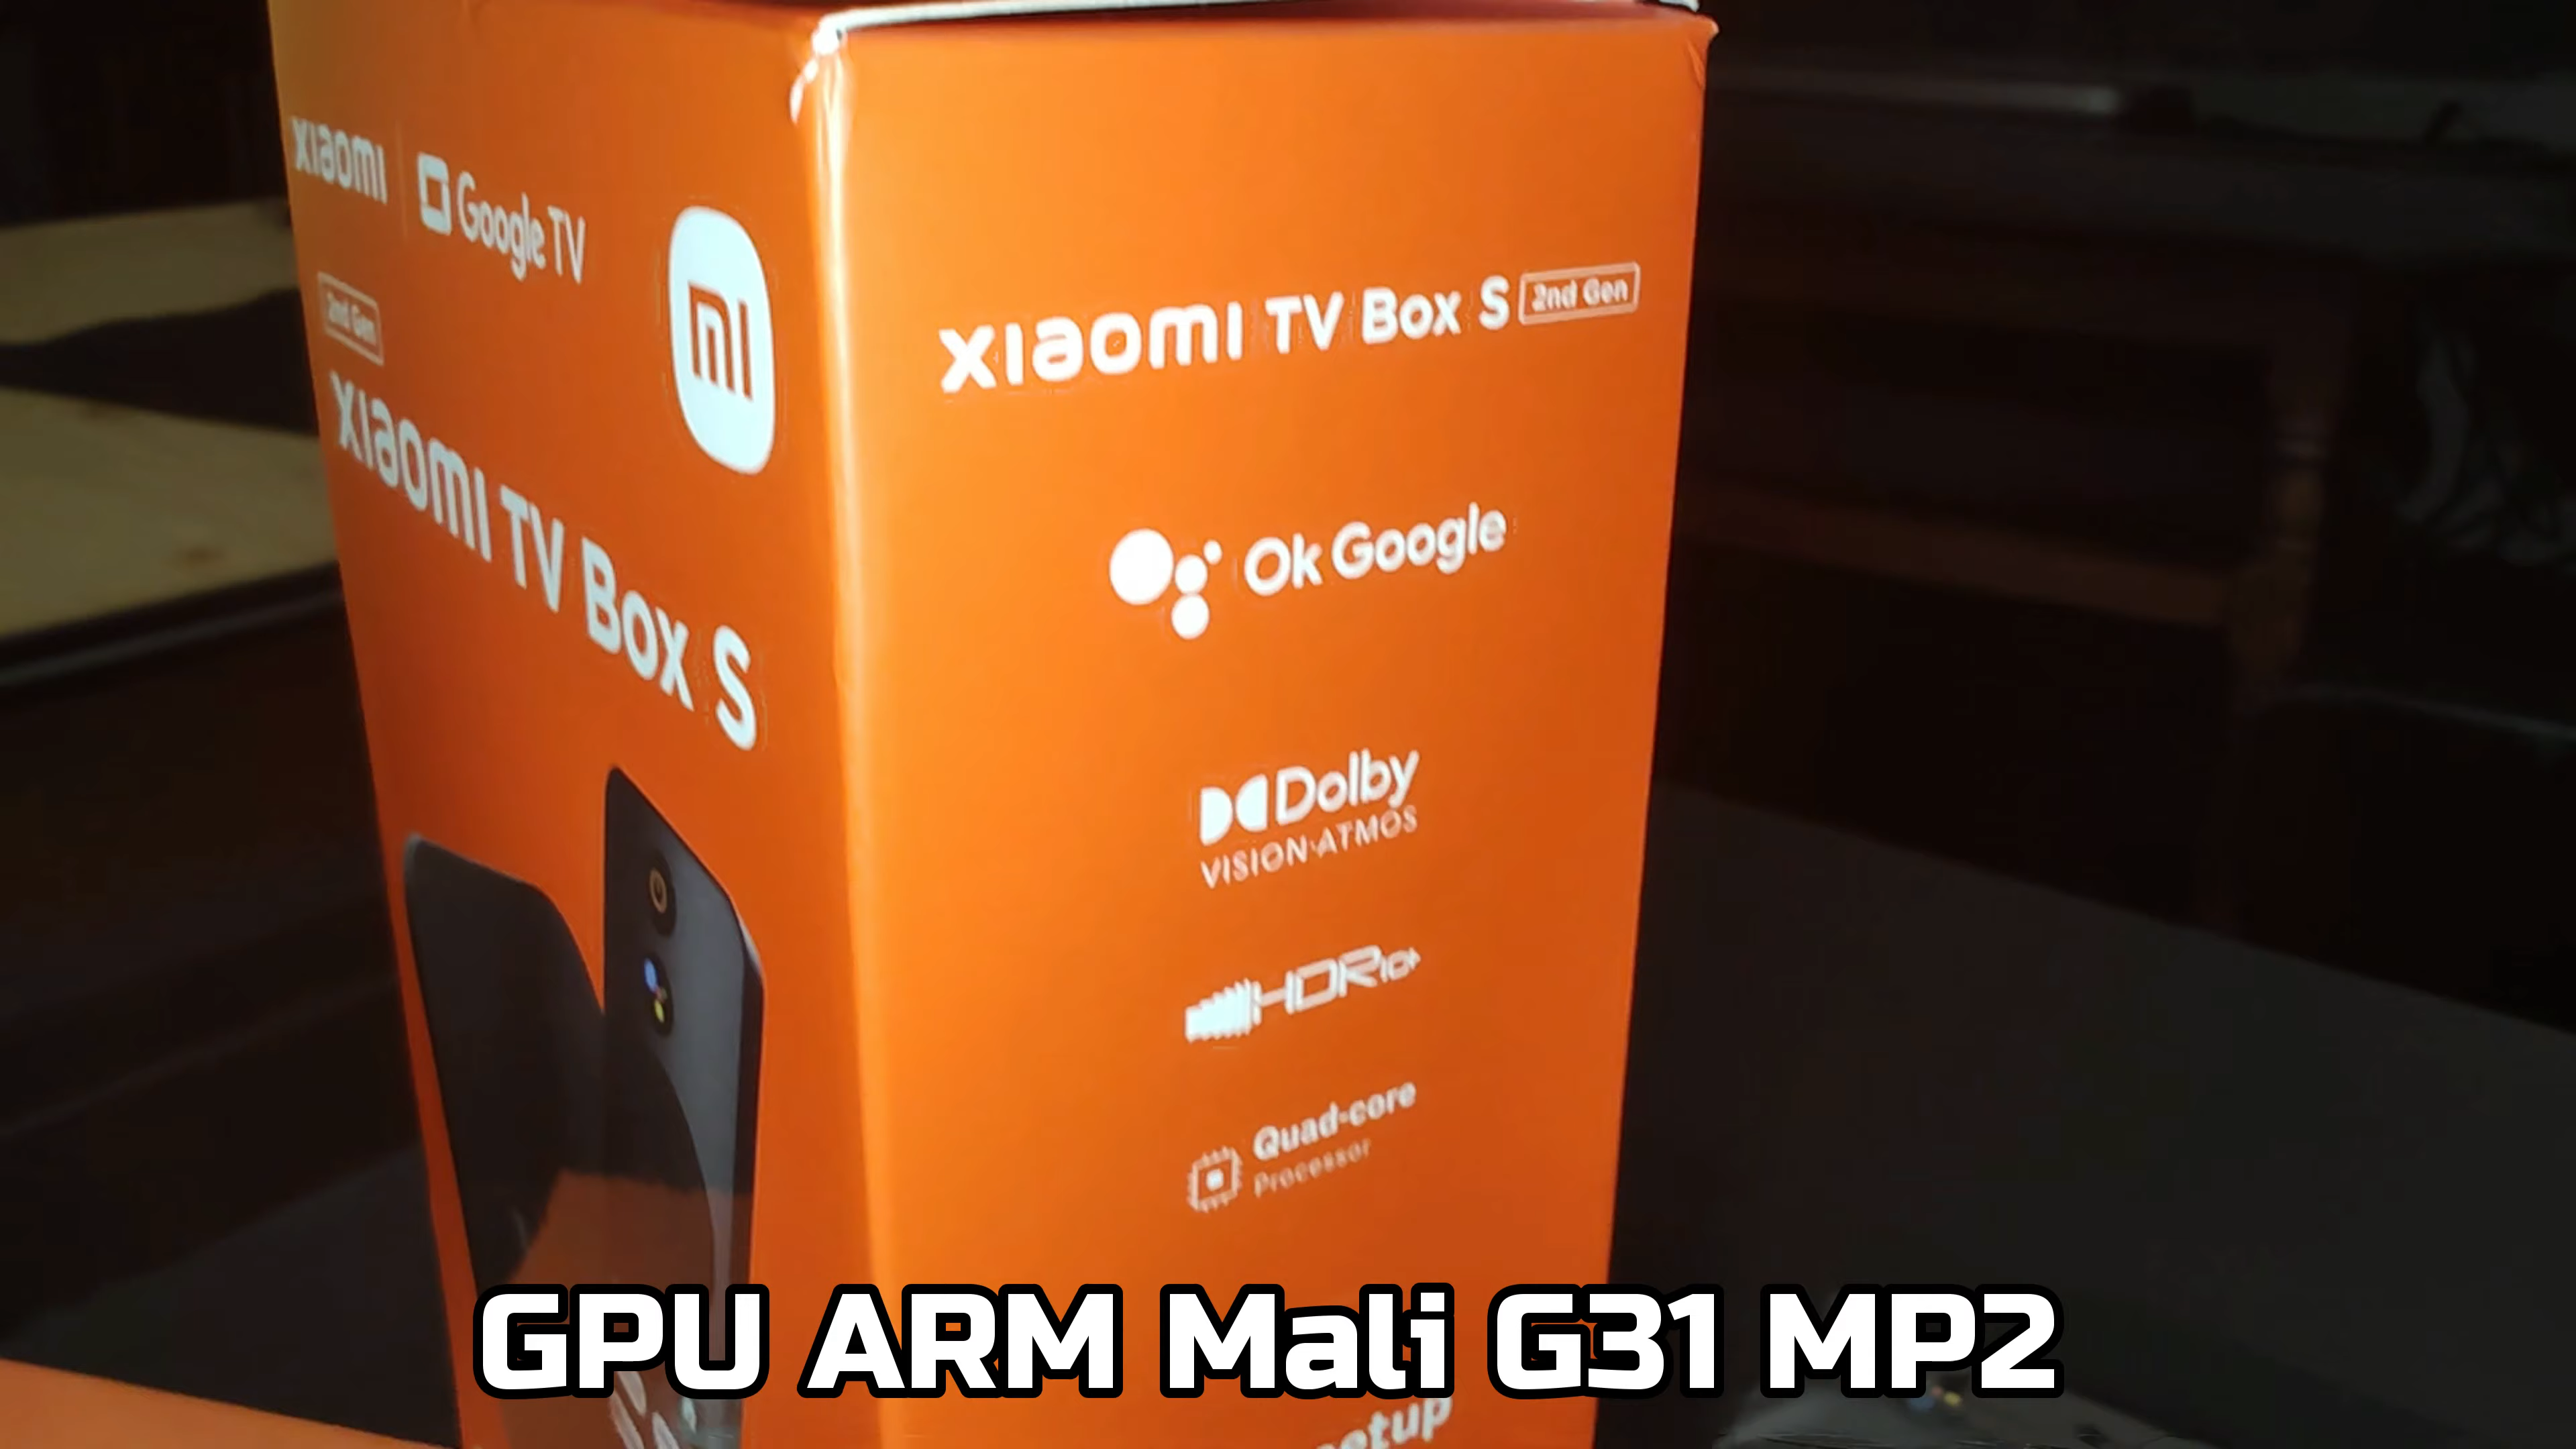 xiaomi | Google TV
2nd Gen
mi
xiaomi TV Box S
xiaomi TV Box S 2nd Gen
Ok Google
Dolby
VISION·ATMOS
HDR10+
Quad-core
Processor
GPU ARM Mali G31 MP2